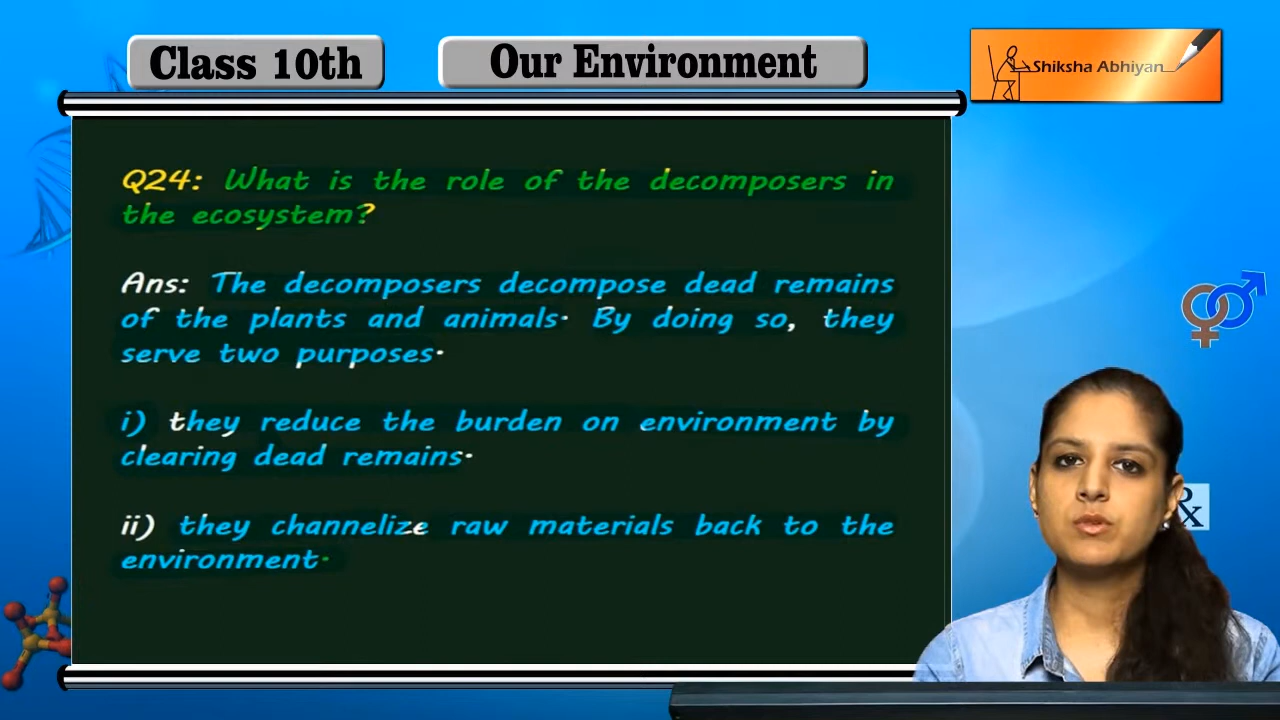 Class 10th
Our Environment
Shiksha Abhiyan
Q24: What is the role of the decomposers in
the ecosystem?
Ans: The decomposers decompose dead remains
of the plants and animals. By doing so, they
serve two purposes.
i) they reduce the burden on environment by
clearing dead remains.
ii) they channelize raw materials back to the
environment.
℞